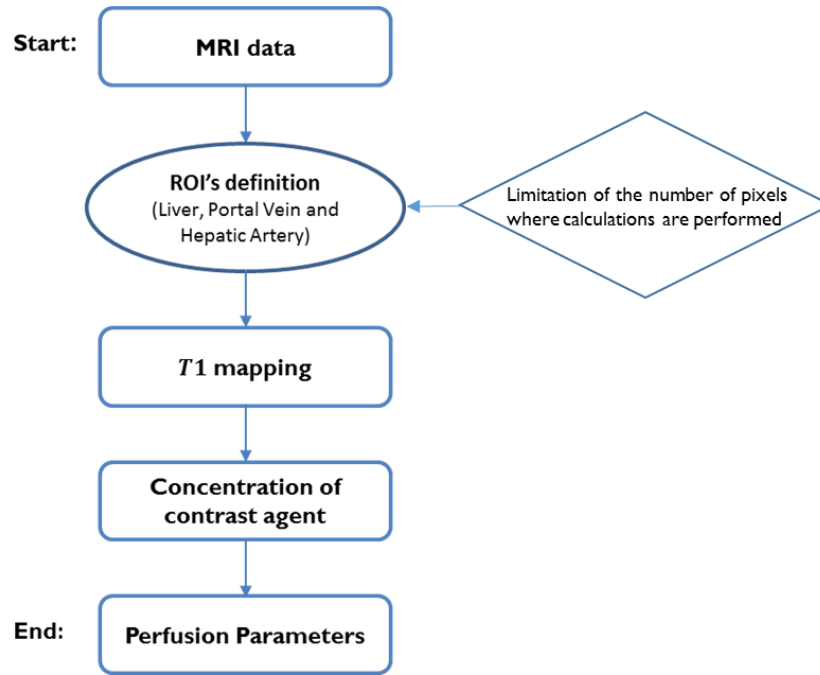 Start:
MRI data
ROI's definition
(Liver, Portal Vein and
Hepatic Artery)
Limitation of the number of pixels
where calculations are performed
T1 mapping
Concentration of
contrast agent
End:
Perfusion Parameters